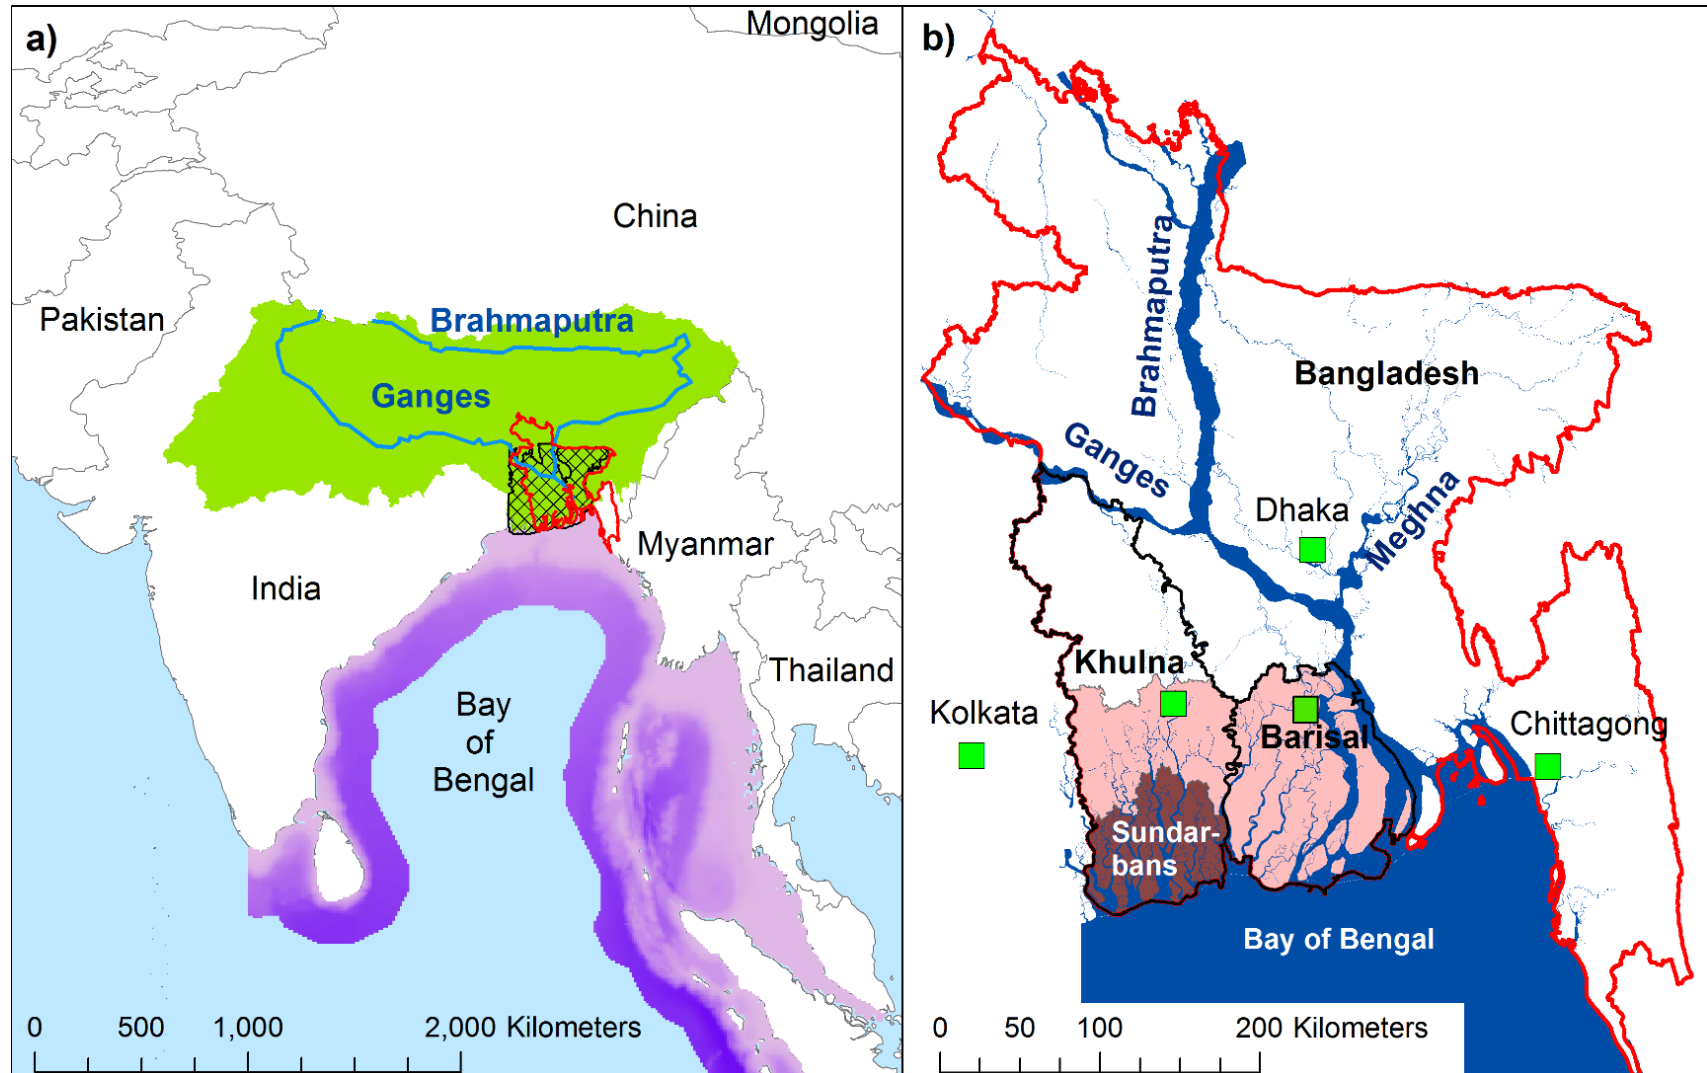 a)
Mongolia
China
Pakistan
Brahmaputra
Ganges
Myanmar
India
Thailand
Bay
of
Bengal
0 500 1,000 2,000 Kilometers
b)
Brahmaputra
Bangladesh
Ganges
Meghna
Dhaka
Khulna
Kolkata
Barisal
Chittagong
Sundar-
bans
Bay of Bengal
0 50 100 200 Kilometers